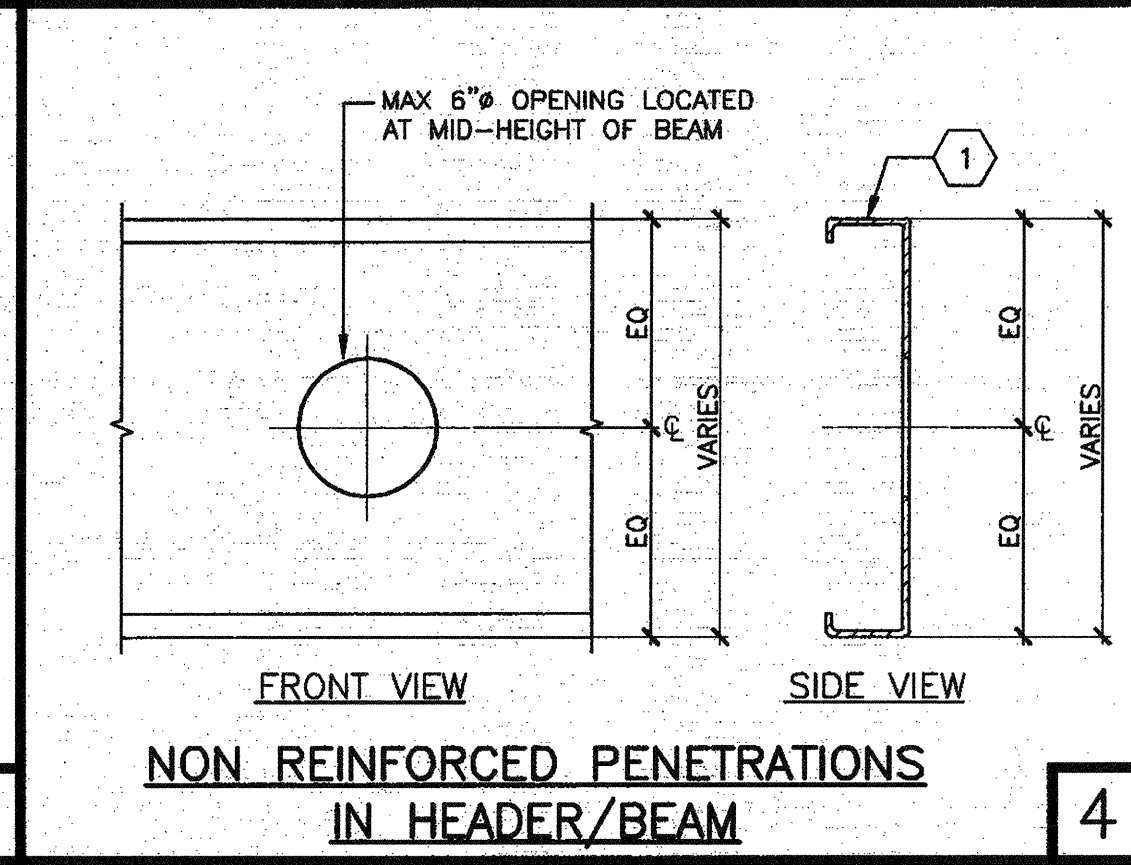 MAX 6"ø OPENING LOCATED
AT MID-HEIGHT OF BEAM
1
EQ
EQ
℄
VARIES
EQ
EQ
℄
VARIES
FRONT VIEW
SIDE VIEW
NON REINFORCED PENETRATIONS
IN HEADER/BEAM
4